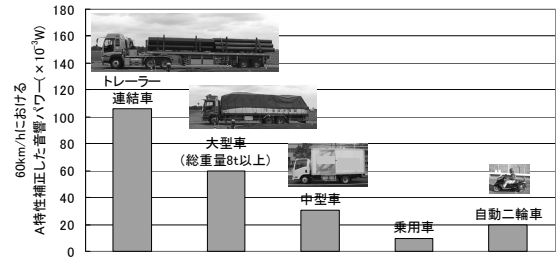 60km/hにおける
A特性補正した音響パワー(×10⁻³W)
180
160
140
120
100
80
60
40
20
0
トレーラー
連結車
大型車
（総重量8t以上）
中型車
乗用車
自動二輪車